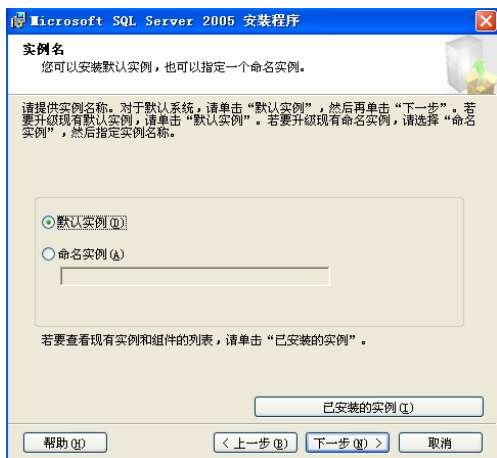 Microsoft SQL Server 2005 安装程序
实例名
您可以安装默认实例，也可以指定一个命名实例。
请提供实例名称。对于默认系统，请单击“默认实例”，然后再单击“下一步”。若
要升级现有默认实例，请单击“默认实例”。若要升级现有命名实例，请选择“命名
实例”，然后指定实例名称。
默认实例(D)
命名实例(A)
若要查看现有实例和组件的列表，请单击“已安装的实例”。
已安装的实例(I)
帮助(H)
< 上一步(B)
下一步(N) >
取消